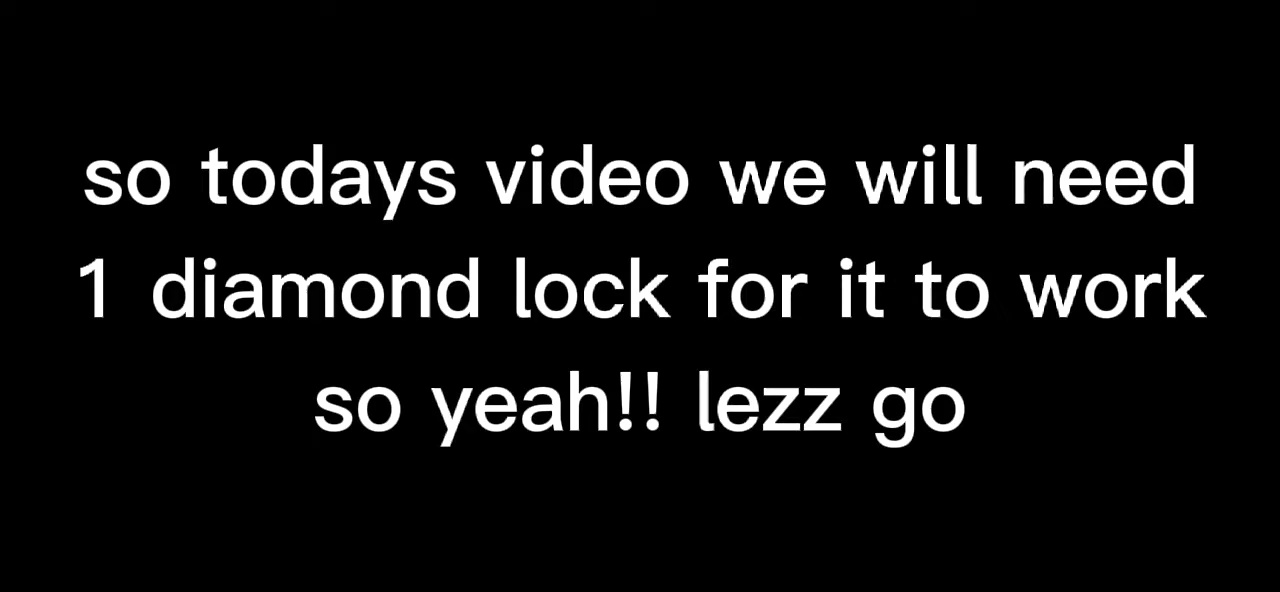 so todays video we will need
1 diamond lock for it to work
so yeah!! lezz go